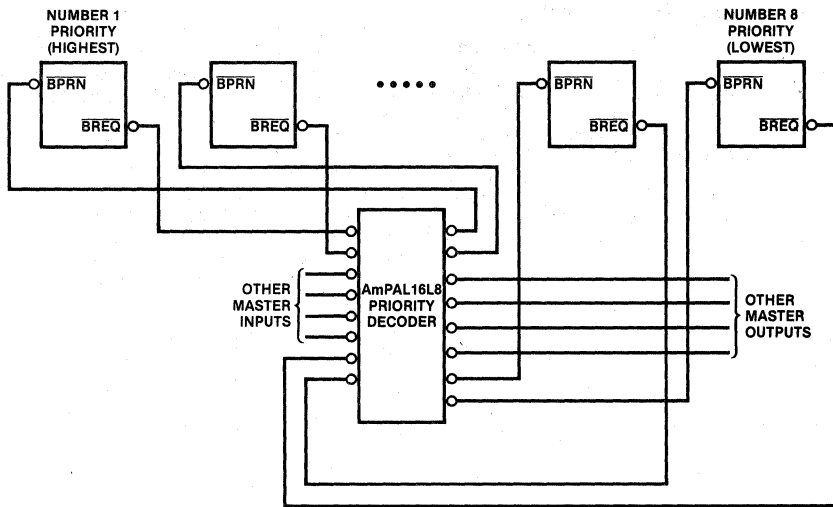 NUMBER 1
PRIORITY
(HIGHEST)
NUMBER 8
PRIORITY
(LOWEST)
BPRN
BREQ
BPRN
BREQ
BPRN
BREQ
BPRN
BREQ
AmPAL16L8
PRIORITY
DECODER
OTHER
MASTER
INPUTS
OTHER
MASTER
OUTPUTS